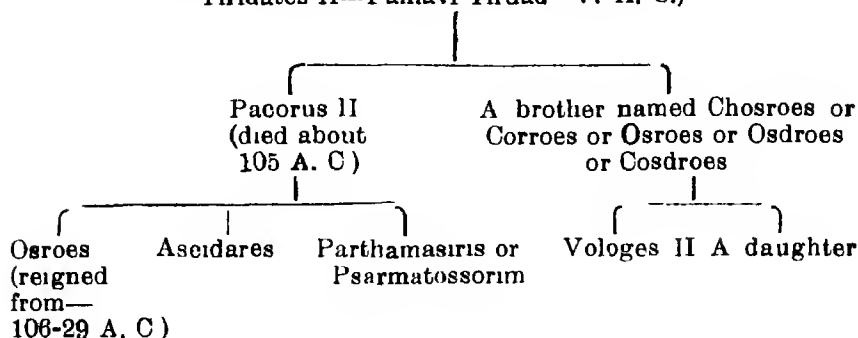 Pacorus II
(died about
105 A. C )
A brother named Chosroes or
Corroes or Osroes or Osdroes
or Cosdroes
Osroes
(reigned
from—
106-29 A. C )
Ascidares
Parthamasiris or
Psarmatossorim
Vologes II A daughter